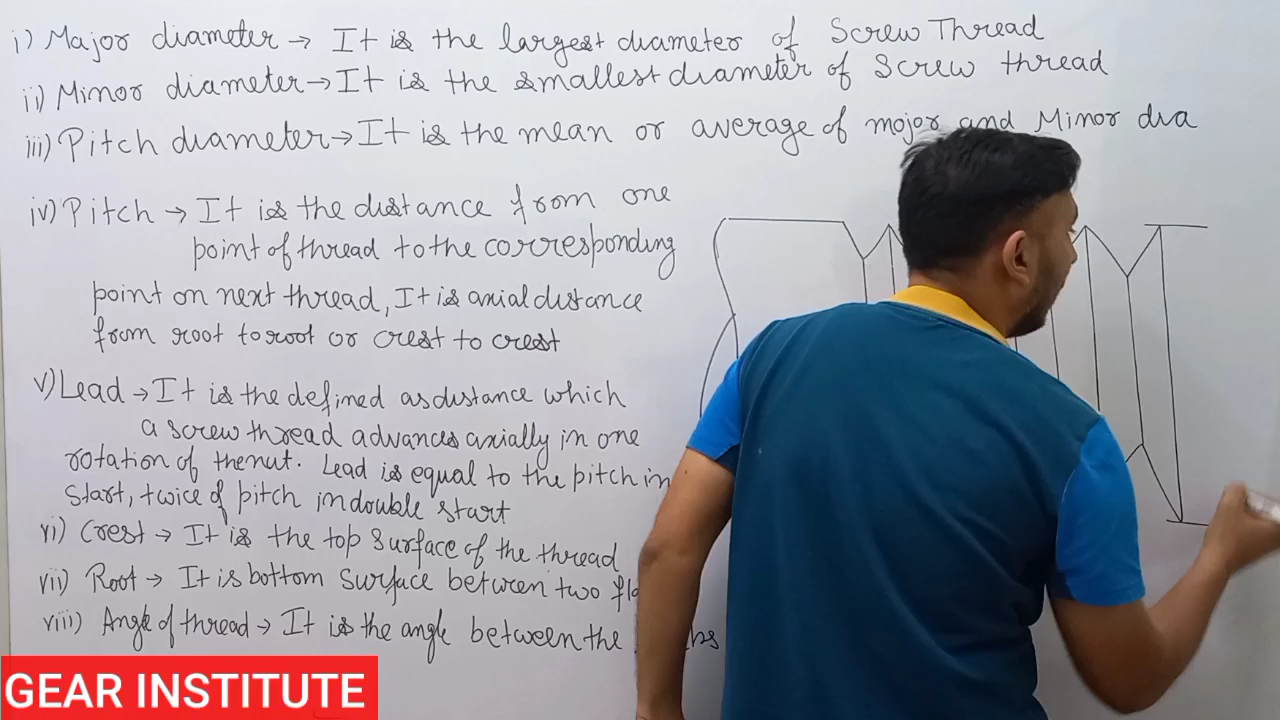 i) Major diameter → It is the largest diameter of Screw Thread
ii) Minor diameter → It is the smallest diameter of Screw thread
iii) Pitch diameter → It is the mean or average of major and Minor dia
iv) Pitch → It is the distance from one
point of thread to the corresponding
point on next thread, It is axial distance
from root to root or crest to crest
v) Lead → It is the defined as distance which
a screw thread advances axially in one
rotation of the nut. Lead is equal to the pitch in
start, twice of pitch in double start
vi) Crest → It is the top surface of the thread
vii) Root → It is bottom surface between two
viii) Angle of thread → It is the angle between the
GEAR INSTITUTE